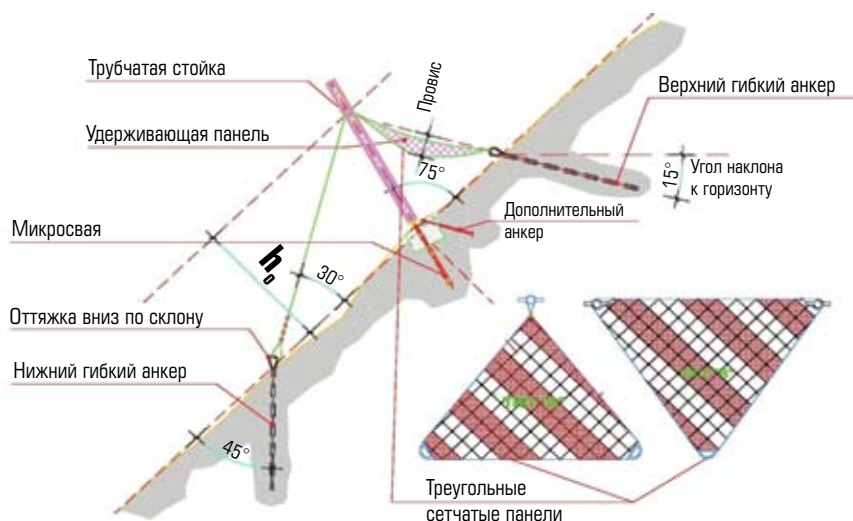 Трубчатая стойка
Провис
Верхний гибкий анкер
Удерживающая панель
75°
Угол наклона
к горизонту
15°
Дополнительный
анкер
Микросвая
h₀
30°
Оттяжка вниз по склону
Нижний гибкий анкер
45°
Треугольные
сетчатые панели